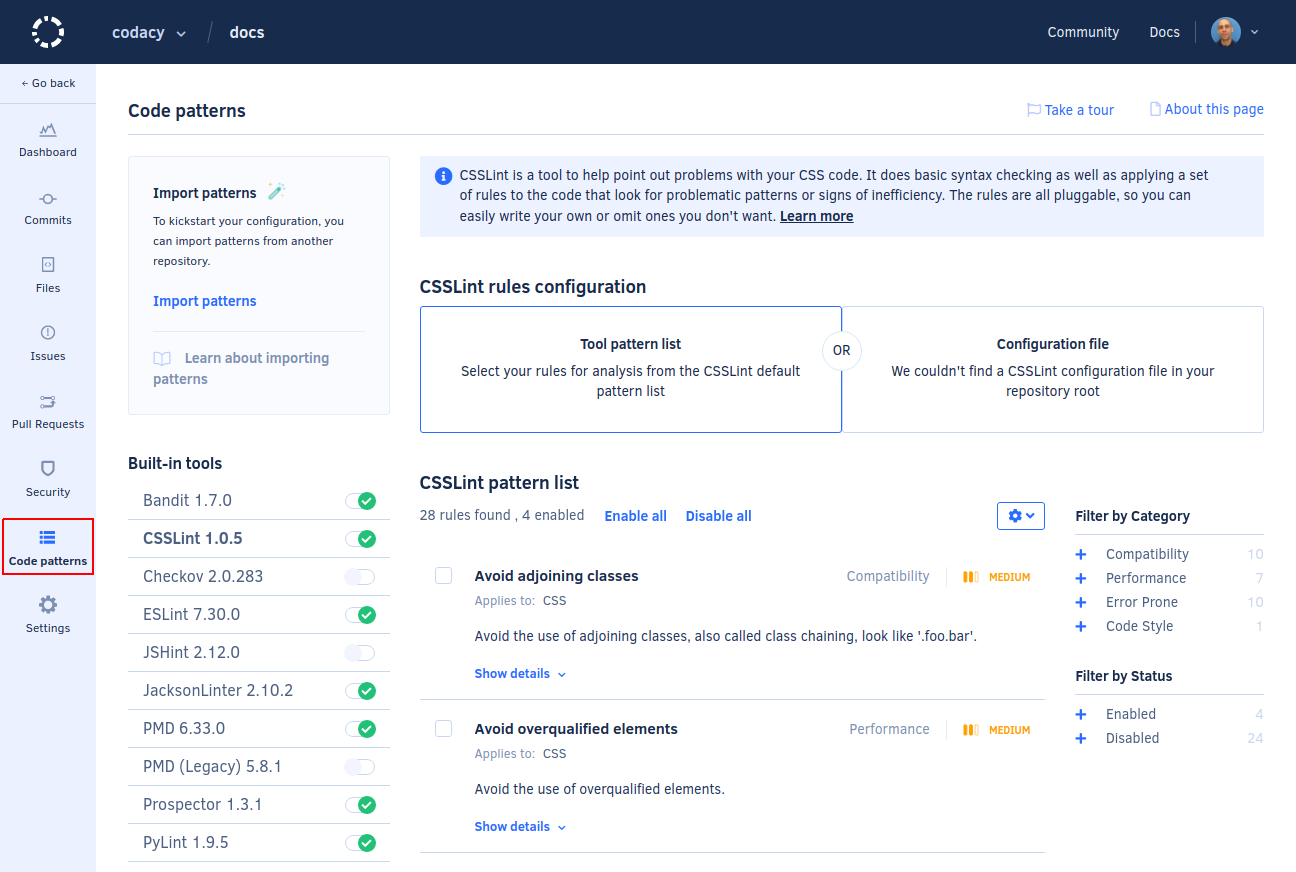 codacy / docs
Community Docs
← Go back
Dashboard
Commits
Files
Issues
Pull Requests
Security
Code patterns
Settings
Code patterns
Take a tour
About this page
Import patterns
To kickstart your configuration, you
can import patterns from another
repository.
Import patterns
Learn about importing
patterns
Built-in tools
Bandit 1.7.0
CSSLint 1.0.5
Checkov 2.0.283
ESLint 7.30.0
JSHint 2.12.0
JacksonLinter 2.10.2
PMD 6.33.0
PMD (Legacy) 5.8.1
Prospector 1.3.1
PyLint 1.9.5
CSSLint is a tool to help point out problems with your CSS code. It does basic syntax checking as well as applying a set
of rules to the code that look for problematic patterns or signs of inefficiency. The rules are all pluggable, so you can
easily write your own or omit ones you don't want. Learn more
CSSLint rules configuration
Tool pattern list
Select your rules for analysis from the CSSLint default
pattern list
OR
Configuration file
We couldn't find a CSSLint configuration file in your
repository root
CSSLint pattern list
28 rules found , 4 enabled
Enable all
Disable all
Avoid adjoining classes
Compatibility
MEDIUM
Applies to: CSS
Avoid the use of adjoining classes, also called class chaining, look like '.foo.bar'.
Show details
Avoid overqualified elements
Performance
MEDIUM
Applies to: CSS
Avoid the use of overqualified elements.
Show details
Filter by Category
+ Compatibility 10
+ Performance 7
+ Error Prone 10
+ Code Style 1
Filter by Status
+ Enabled 4
+ Disabled 24